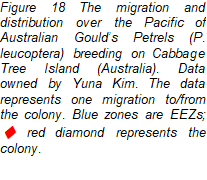 Figure 18 The migration and
distribution over the Pacific of
Australian Gould's Petrels (P.
leucoptera) breeding on Cabbage
Tree Island (Australia). Data
owned by Yuna Kim. The data
represents one migration to/from
the colony. Blue zones are EEZs;
red diamond represents the
colony.